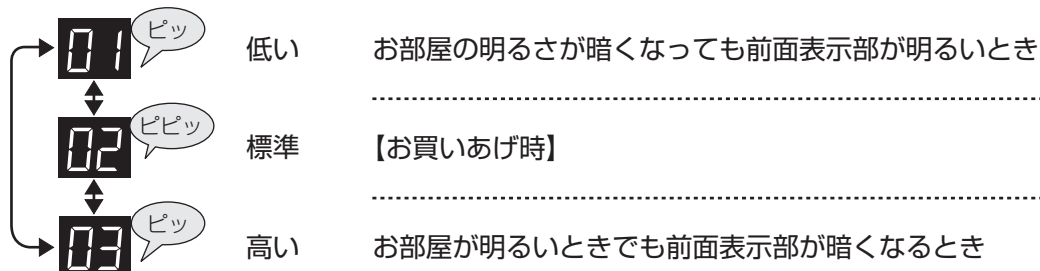 01 ピッ 低い お部屋の明るさが暗くなっても前面表示部が明るいとき
02 ピピッ 標準 【お買いあげ時】
03 ピッ 高い お部屋が明るいときでも前面表示部が暗くなるとき